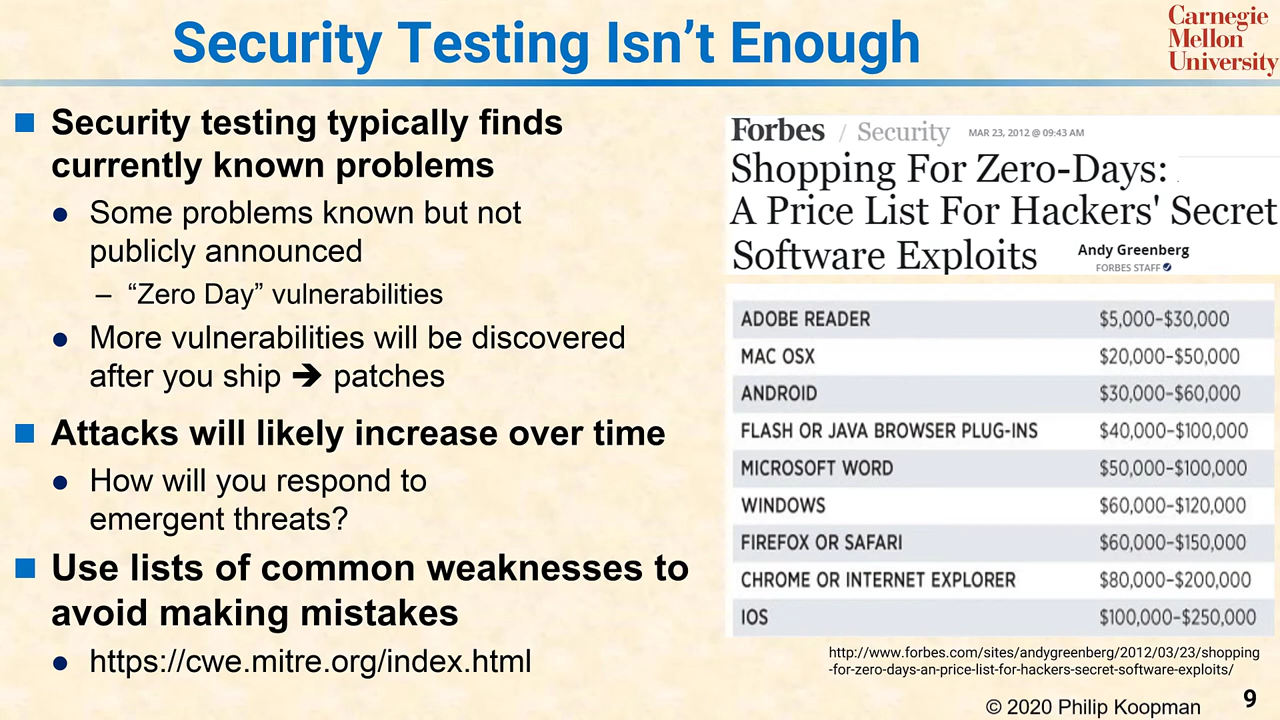 Security Testing Isn't Enough
Carnegie
Mellon
University
■ Security testing typically finds
currently known problems
● Some problems known but not
publicly announced
– “Zero Day” vulnerabilities
● More vulnerabilities will be discovered
after you ship ➔ patches
■ Attacks will likely increase over time
● How will you respond to
emergent threats?
■ Use lists of common weaknesses to
avoid making mistakes
● https://cwe.mitre.org/index.html
Forbes / Security MAR 23, 2012 @ 09:43 AM
Shopping For Zero-Days:
A Price List For Hackers' Secret
Software Exploits Andy Greenberg
FORBES STAFF
ADOBE READER $5,000–$30,000
MAC OSX $20,000–$50,000
ANDROID $30,000–$60,000
FLASH OR JAVA BROWSER PLUG-INS $40,000–$100,000
MICROSOFT WORD $50,000–$100,000
WINDOWS $60,000–$120,000
FIREFOX OR SAFARI $60,000–$150,000
CHROME OR INTERNET EXPLORER $80,000–$200,000
IOS $100,000–$250,000
http://www.forbes.com/sites/andygreenberg/2012/03/23/shopping
-for-zero-days-an-price-list-for-hackers-secret-software-exploits/
© 2020 Philip Koopman 9